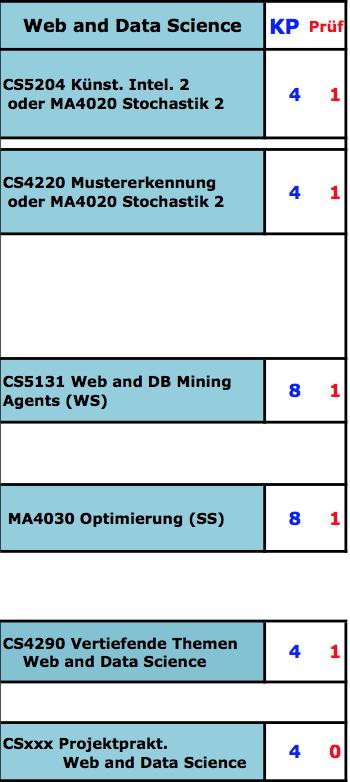 Web and Data Science KP Prüf
CS5204 Künst. Intel. 2
oder MA4020 Stochastik 2 4 1
CS4220 Mustererkennung
oder MA4020 Stochastik 2 4 1
CS5131 Web and DB Mining
Agents (WS) 8 1
MA4030 Optimierung (SS) 8 1
CS4290 Vertiefende Themen
Web and Data Science 4 1
CSxxx Projektprakt.
Web and Data Science 4 0